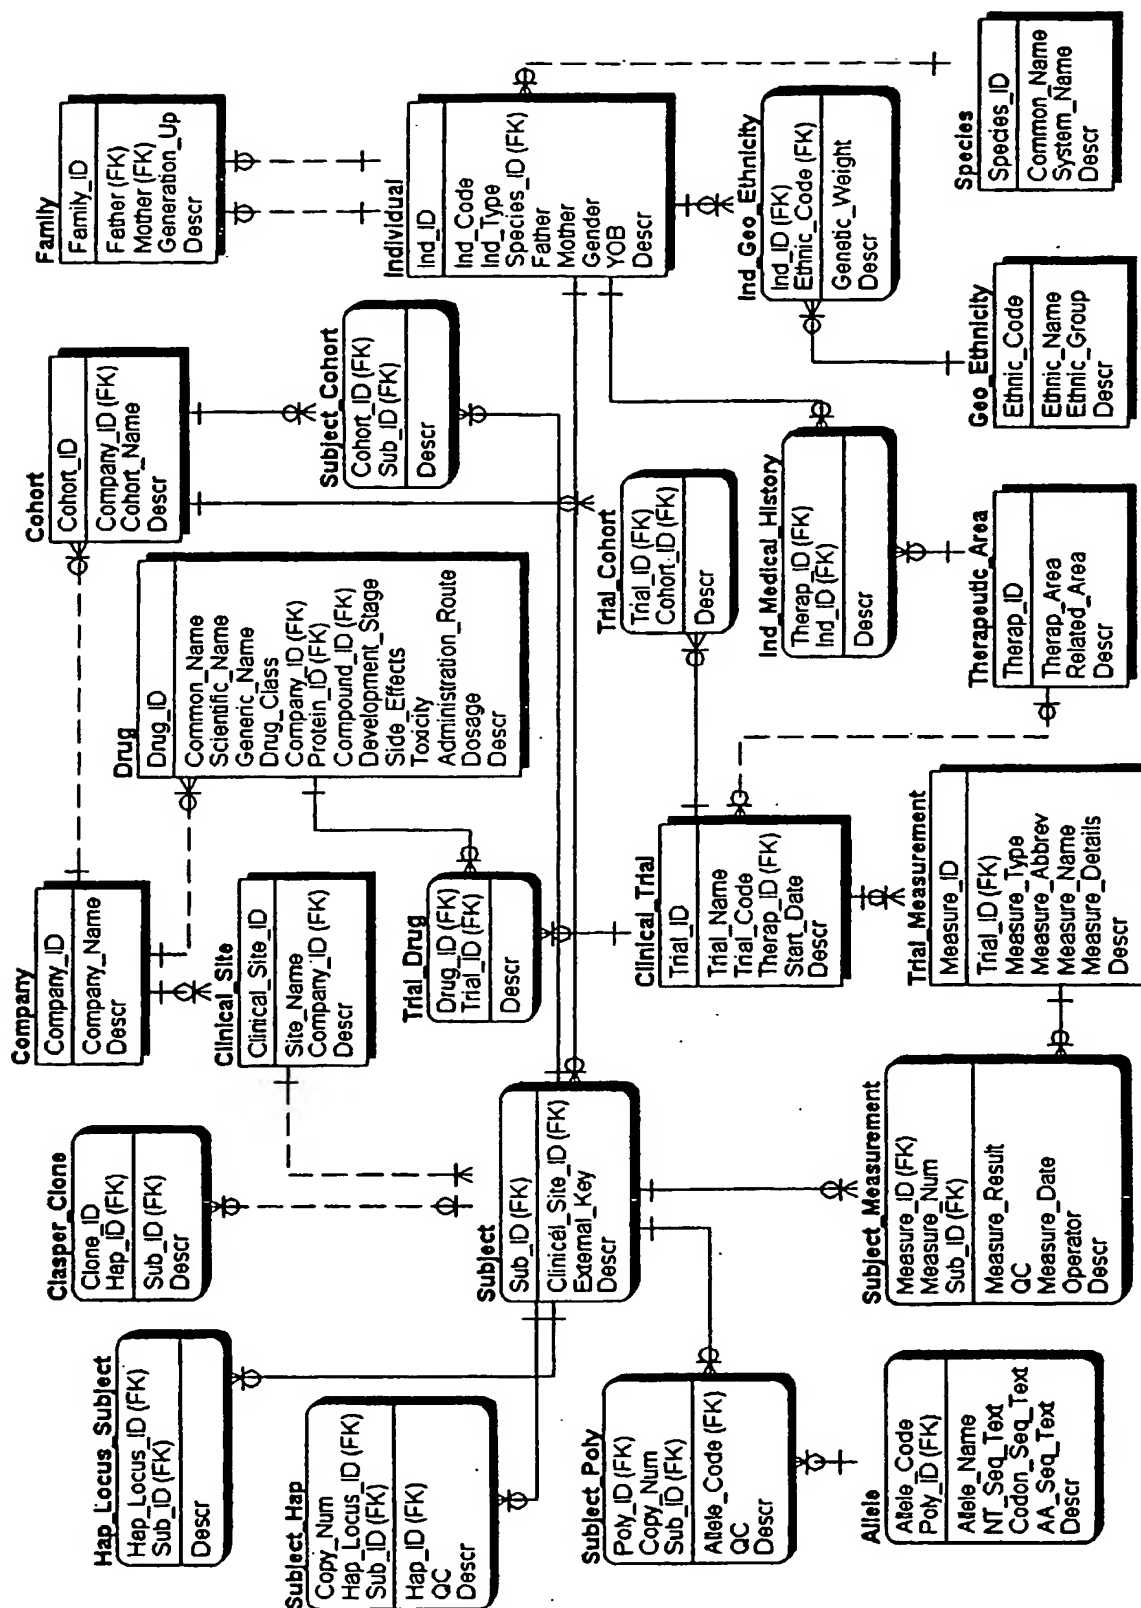 Family
Family_ID
Father (FK)
Mother (FK)
Generation_Up
Descr
Individual
Ind_ID
Ind_Code
Ind_Type
Species_ID (FK)
Father
Mother
Gender
YOB
Descr
Ind_Geo_Ethnicity
Ind_ID (FK)
Ethnic_Code (FK)
Genetic_Weight
Descr
Species
Species_ID
Common_Name
System_Name
Descr
Cohort
Cohort_ID
Company_ID (FK)
Cohort_Name
Descr
Subject_Cohort
Cohort_ID (FK)
Sub_ID (FK)
Descr
Geo_Ethnicity
Ethnic_Code
Ethnic_Name
Ethnic_Group
Descr
Drug
Drug_ID
Common_Name
Scientific_Name
Generic_Name
Drug_Class
Company_ID (FK)
Protein_ID (FK)
Compound_ID (FK)
Development_Stage
Side_Effects
Toxicity
Administration_Route
Dosage
Descr
Trial_Cohort
Trial_ID (FK)
Cohort_ID (FK)
Descr
Ind_Medical_History
Therap_ID (FK)
Ind_ID (FK)
Descr
Therapeutic_Area
Therap_ID
Therap_Area
Related_Area
Descr
Company
Company_ID
Company_Name
Descr
Clinical_Site
Clinical_Site_ID
Site_Name
Company_ID (FK)
Descr
Trial_Drug
Drug_ID (FK)
Trial_ID (FK)
Descr
Clinical_Trial
Trial_ID
Trial_Name
Trial_Code
Therap_ID (FK)
Start_Date
Descr
Trial_Measurement
Measure_ID
Trial_ID (FK)
Measure_Type
Measure_Abbrev
Measure_Name
Measure_Details
Descr
Clasper_Clone
Clone_ID
Hap_ID (FK)
Sub_ID (FK)
Descr
Subject
Sub_ID (FK)
Clinical_Site_ID (FK)
External_Key
Descr
Subject_Measurement
Measure_ID (FK)
Measure_Num
Sub_ID (FK)
Measure_Result
QC
Measure_Date
Operator
Descr
Hap_Locus_Subject
Hap_Locus_ID (FK)
Sub_ID (FK)
Descr
Subject_Hap
Copy_Num
Hap_Locus_ID (FK)
Sub_ID (FK)
Hap_ID (FK)
QC
Descr
Subject_Poly
Poly_ID (FK)
Copy_Num
Sub_ID (FK)
Allele_Code (FK)
QC
Descr
Allele
Allele_Code
Poly_ID (FK)
Allele_Name
NT_Seq_Text
Codon_Seq_Text
AA_Seq_Text
Descr